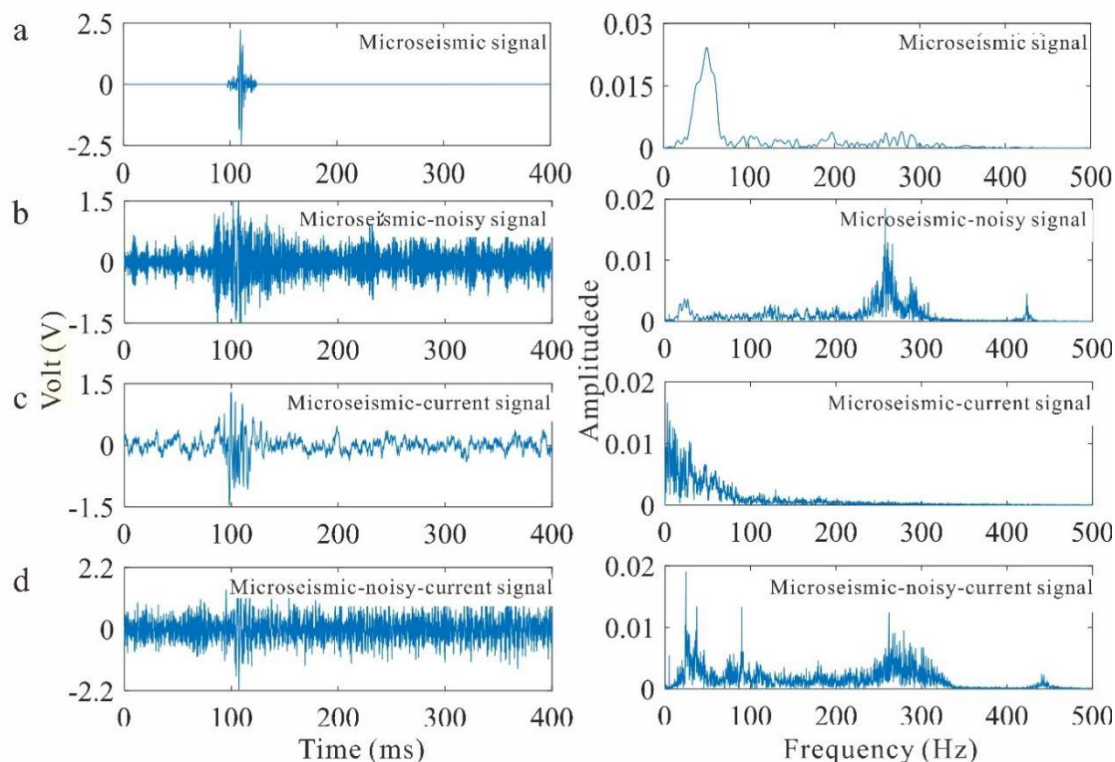 a
2.5
0
-2.5
Microseismic signal
0 100 200 300 400
0.03
0.015
0
Microseismic signal
0 100 200 300 400 500
b
1.5
0
-1.5
Microseismic-noisy signal
0 100 200 300 400
0.02
0.01
0
Microseismic-noisy signal
0 100 200 300 400 500
c
1.5
0
-1.5
Microseismic-current signal
0 100 200 300 400
0.02
0.01
0
Microseismic-current signal
0 100 200 300 400 500
d
2.2
0
-2.2
Microseismic-noisy-current signal
0 100 200 300 400
0.02
0.01
0
Microseismic-noisy-current signal
0 100 200 300 400 500
Volt (V)
Amplitudede
Time (ms)
Frequency (Hz)